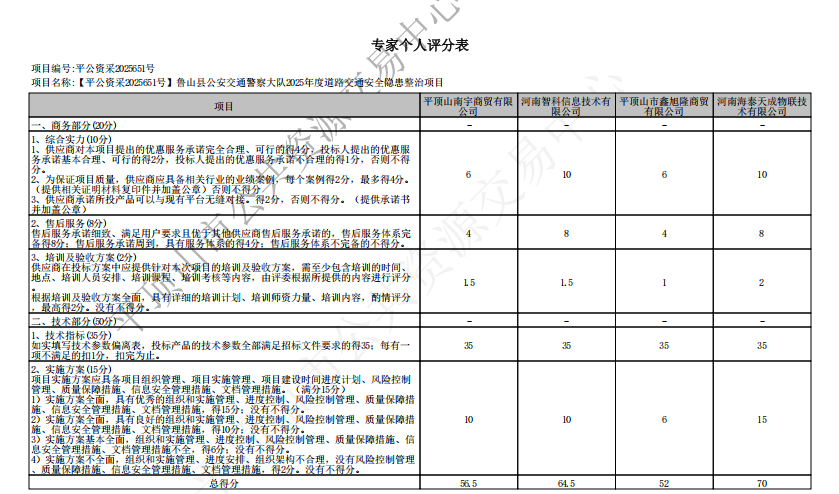 专家个人评分表
项目编号:平公资采2025651号
项目名称:【平公资采2025651号】鲁山县公安交通警察大队2025年度道路交通安全隐患整治项目
项目 平顶山南宇商贸有限公司 河南智科信息技术有限公司 平顶山市鑫旭隆商贸有限公司 河南海泰天成物联技术有限公司
一、商务部分(20分) - - - -
1、综合实力(10分)
1、供应商对本项目提出的优惠服务承诺完全合理、可行的得4分；投标人提出的优惠服
务承诺基本合理、可行的得2分，投标人提出的优惠服务承诺不合理的得1分，否则不得
分。
2、为保证项目质量，供应商应具备相关行业的业绩案例，每个案例得2分，最多得4分。
（提供相关证明材料复印件并加盖公章）否则不得分
3、供应商承诺所投产品可以与现有平台无缝对接。得2分，否则不得分。（提供承诺书
并加盖公章）
6 10 6 10
2、售后服务(8分)
售后服务承诺细致、满足用户要求且优于其他供应商售后服务承诺的，售后服务体系完
备得8分；售后服务承诺周到，具有服务体系的得4分；售后服务体系不完备的不得分。
4 8 4 8
3、培训及验收方案(2分)
供应商在投标方案中应提供针对本次项目的培训及验收方案，需至少包含培训的时间、
地点、培训人员安排、培训课程、培训考核等内容，由评委根据所提供的内容进行评分
。
根据培训及验收方案全面，具有详细的培训计划、培训师资力量、培训内容，酌情评分
，最高得2分。没有不得分。
1.5 1.5 1 2
二、技术部分(50分) - - - -
1、技术指标(35分)
如实填写技术参数偏离表，投标产品的技术参数全部满足招标文件要求的得35；每有一
项不满足的扣1分，扣完为止。
35 35 35 35
2、实施方案(15分)
项目实施方案应具备项目组织管理、项目实施管理、项目建设时间进度计划、风险控制
管理、质量保障措施、信息安全管理措施、文档管理措施。（满分15分）
1）实施方案全面，具有优秀的组织和实施管理、进度控制、风险控制管理、质量保障措
施、信息安全管理措施、文档管理措施，得15分；没有不得分。
2）实施方案全面，具有良好的组织和实施管理、进度控制、风险控制管理、质量保障措
施、信息安全管理措施、文档管理措施，得10分；没有不得分。
3）实施方案基本全面，组织和实施管理、进度控制、风险控制管理、质量保障措施、信
息安全管理措施、文档管理措施不全，得6分；没有不得分。
4）实施方案不全面，组织和实施管理、进度安排、组织架构不合理，没有风险控制管理
、质量保障措施、信息安全管理措施、文档管理措施，得2分。没有不得分。
10 10 6 15
总得分 56.5 64.5 52 70
平顶山市公共资源交易中心